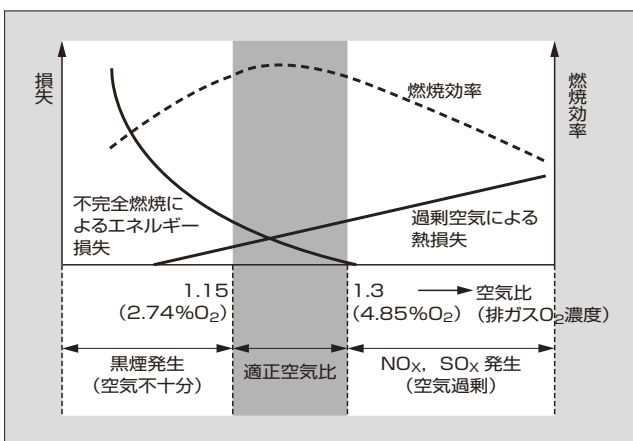 損失
燃焼効率
燃焼効率
不完全燃焼に
よるエネルギー
損失
過剰空気による
熱損失
1.15
(2.74%O₂)
1.3
(4.85%O₂)
空気比
(排ガスO₂濃度)
黒煙発生
(空気不十分)
適正空気比
NOX，SOX 発生
(空気過剰)